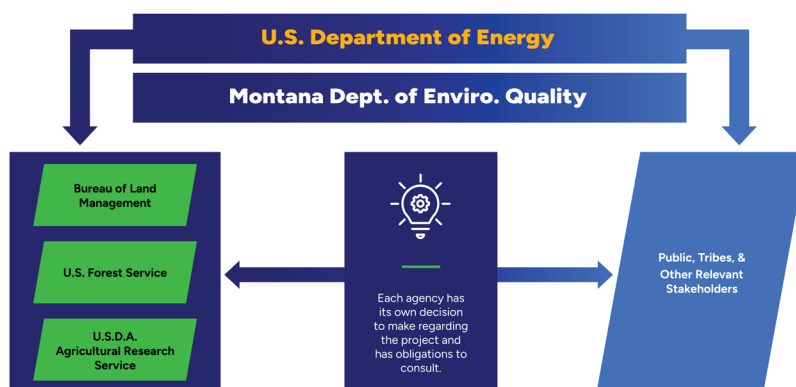 U.S. Department of Energy
Montana Dept. of Enviro. Quality
Bureau of Land
Management
U.S. Forest Service
U.S.D.A.
Agricultural Research
Service
Each agency has
its own decision
to make regarding
the project and
has obligations to
consult.
Public, Tribes, &
Other Relevant
Stakeholders